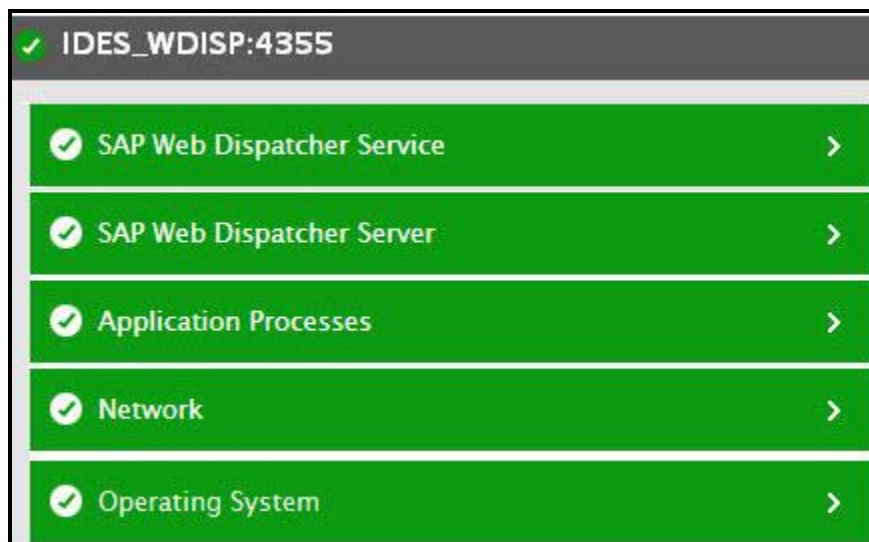 IDES_WDISP:4355
SAP Web Dispatcher Service
SAP Web Dispatcher Server
Application Processes
Network
Operating System